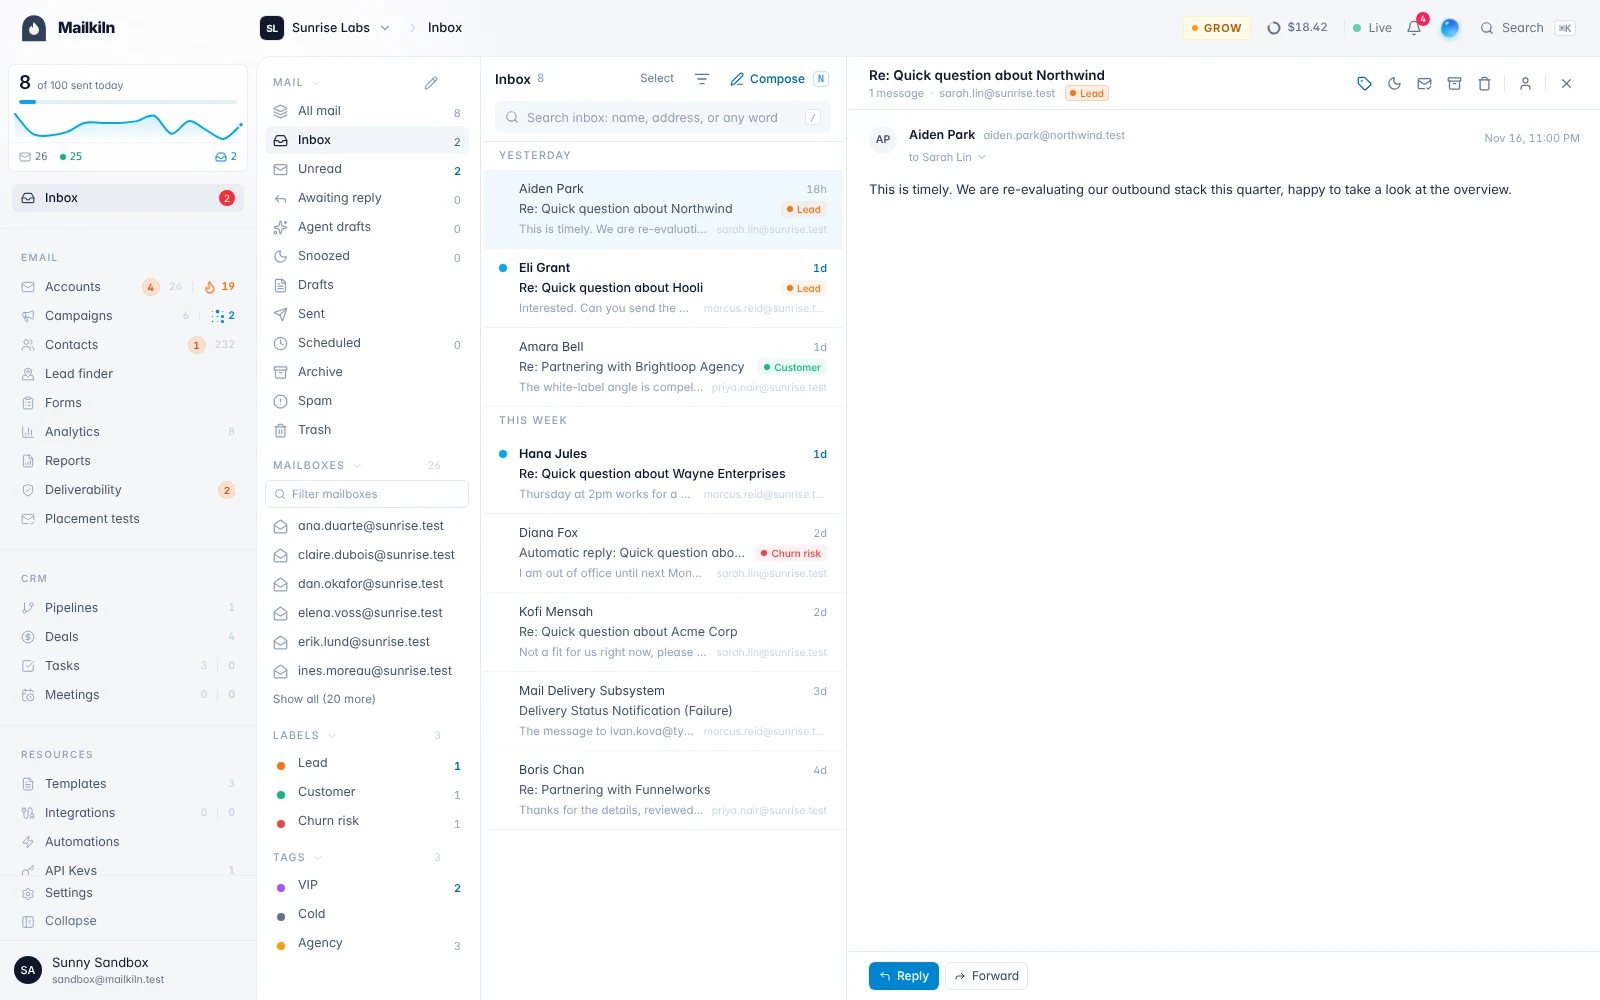 Mailkiln
SL Sunrise Labs Inbox
GROW $18.42 Live 4 Search ⌘K
8 of 100 sent today
26 25 2
Inbox 2
EMAIL
Accounts 4 26 19
Campaigns 6 2
Contacts 1 232
Lead finder
Forms
Analytics 8
Reports
Deliverability 2
Placement tests
CRM
Pipelines 1
Deals 4
Tasks 3 0
Meetings 0 0
RESOURCES
Templates 3
Integrations 0 0
Automations
API Keys 1
Settings
Collapse
SA Sunny Sandbox
sandbox@mailkiln.test
MAIL
All mail 8
Inbox 2
Unread 2
Awaiting reply 0
Agent drafts 0
Snoozed 0
Drafts
Sent
Scheduled 0
Archive
Spam
Trash
MAILBOXES 26
Filter mailboxes
ana.duarte@sunrise.test
claire.dubois@sunrise.test
dan.okafor@sunrise.test
elena.voss@sunrise.test
erik.lund@sunrise.test
ines.moreau@sunrise.test
Show all (20 more)
LABELS 3
Lead 1
Customer 1
Churn risk 1
TAGS 3
VIP 2
Cold
Agency 3
Inbox 8 Select Compose N
Search inbox: name, address, or any word /
YESTERDAY
Aiden Park 18h
Re: Quick question about Northwind Lead
This is timely. We are re-evaluati... sarah.lin@sunrise.test
Eli Grant 1d
Re: Quick question about Hooli Lead
Interested. Can you send the ... marcus.reid@sunrise.t...
Amara Bell 1d
Re: Partnering with Brightloop Agency Customer
The white-label angle is compel... priya.nair@sunrise.test
THIS WEEK
Hana Jules 1d
Re: Quick question about Wayne Enterprises
Thursday at 2pm works for a ... marcus.reid@sunrise.t...
Diana Fox 2d
Automatic reply: Quick question abo... Churn risk
I am out of office until next Mon... sarah.lin@sunrise.test
Kofi Mensah 2d
Re: Quick question about Acme Corp
Not a fit for us right now, please ... sarah.lin@sunrise.test
Mail Delivery Subsystem 3d
Delivery Status Notification (Failure)
The message to ivan.kova@ty... marcus.reid@sunrise.t...
Boris Chan 4d
Re: Partnering with Funnelworks
Thanks for the details, reviewed... priya.nair@sunrise.test
Re: Quick question about Northwind
1 message · sarah.lin@sunrise.test Lead
AP Aiden Park aiden.park@northwind.test Nov 16, 11:00 PM
to Sarah Lin
This is timely. We are re-evaluating our outbound stack this quarter, happy to take a look at the overview.
Reply Forward